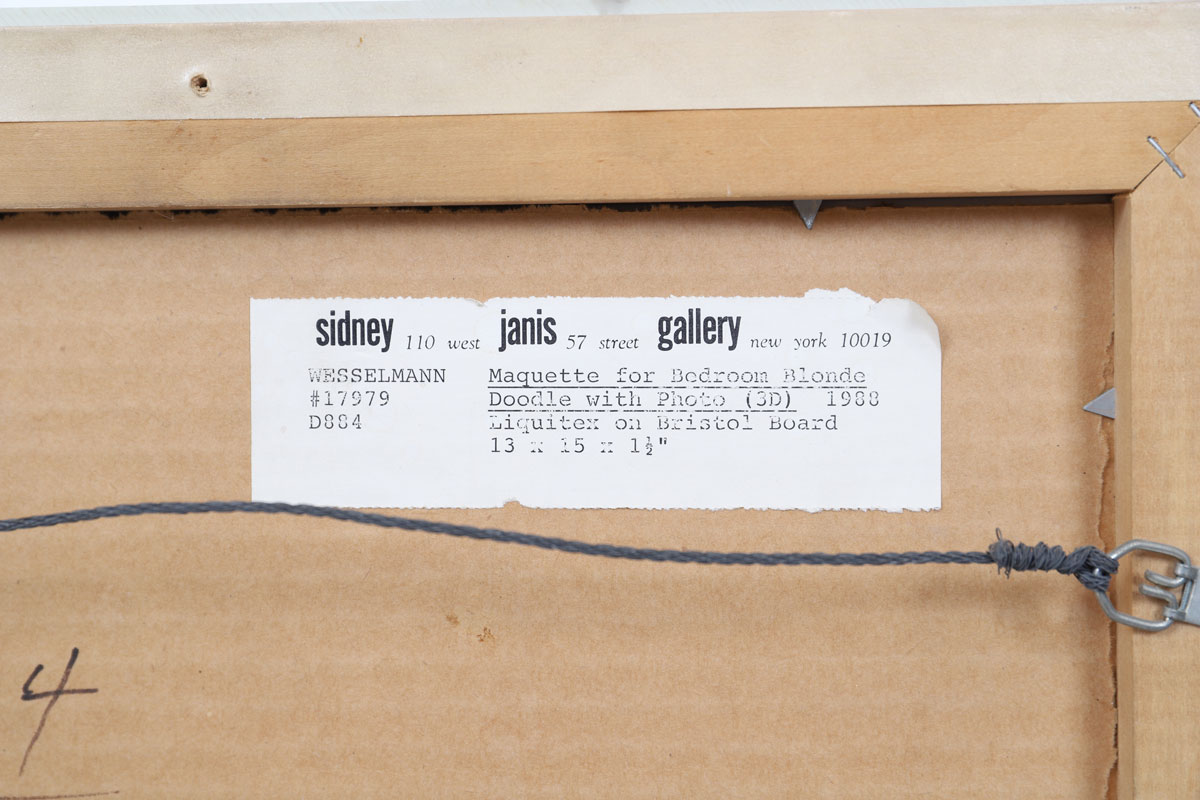 sidney 110 west janis 57 street gallery new york 10019
WESSELMANN Maquette for Bedroom Blonde
#17979 Doodle with Photo (3D) 1988
D884 Liquitex on Bristol Board
13 x 15 x 1½"
4